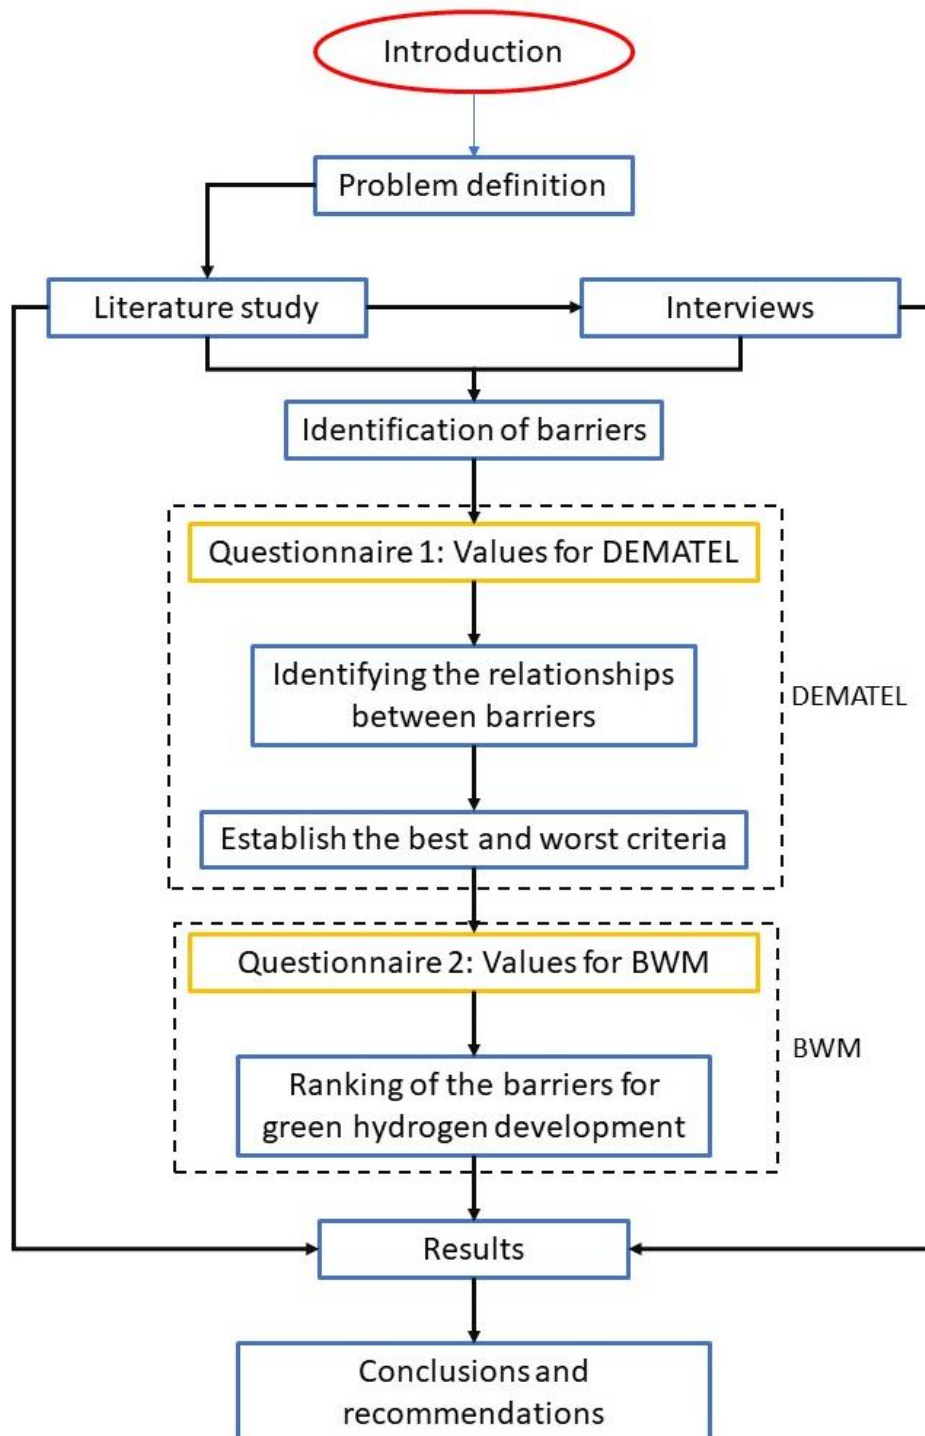 Introduction
Problem definition
Literature study
Interviews
Identification of barriers
Questionnaire 1: Values for DEMATEL
Identifying the relationships
between barriers
DEMATEL
Establish the best and worst criteria
Questionnaire 2: Values for BWM
BWM
Ranking of the barriers for
green hydrogen development
Results
Conclusions and
recommendations